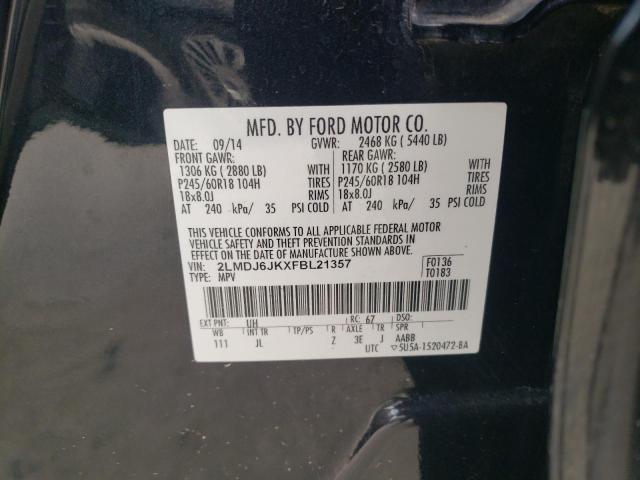 MFD. BY FORD MOTOR CO.
DATE: 09/14 GVWR: 2468 KG ( 5440 LB)
FRONT GAWR: REAR GAWR:
1306 KG ( 2880 LB) 1170 KG ( 2580 LB)
P245/60R18 104H TIRES P245/60R18 104H TIRES
18x8.0J RIMS 18x8.0J RIMS
AT 240 kPa/ 35 PSI COLD AT 240 kPa/ 35 PSI COLD
THIS VEHICLE CONFORMS TO ALL APPLICABLE FEDERAL MOTOR
VEHICLE SAFETY AND THEFT PREVENTION STANDARDS IN
EFFECT ON THE DATE OF MANUFACTURE SHOWN ABOVE.
VIN: 2LMDJ6JKXFBL21357 F0136
TYPE: MPV T0183
EXT PNT: UH RC: 67 DSO:
WB INT TR TP/PS R AXLE TR SPR
111 JL Z 3E J AABB
UTC ▽5U5A-1520472-BA